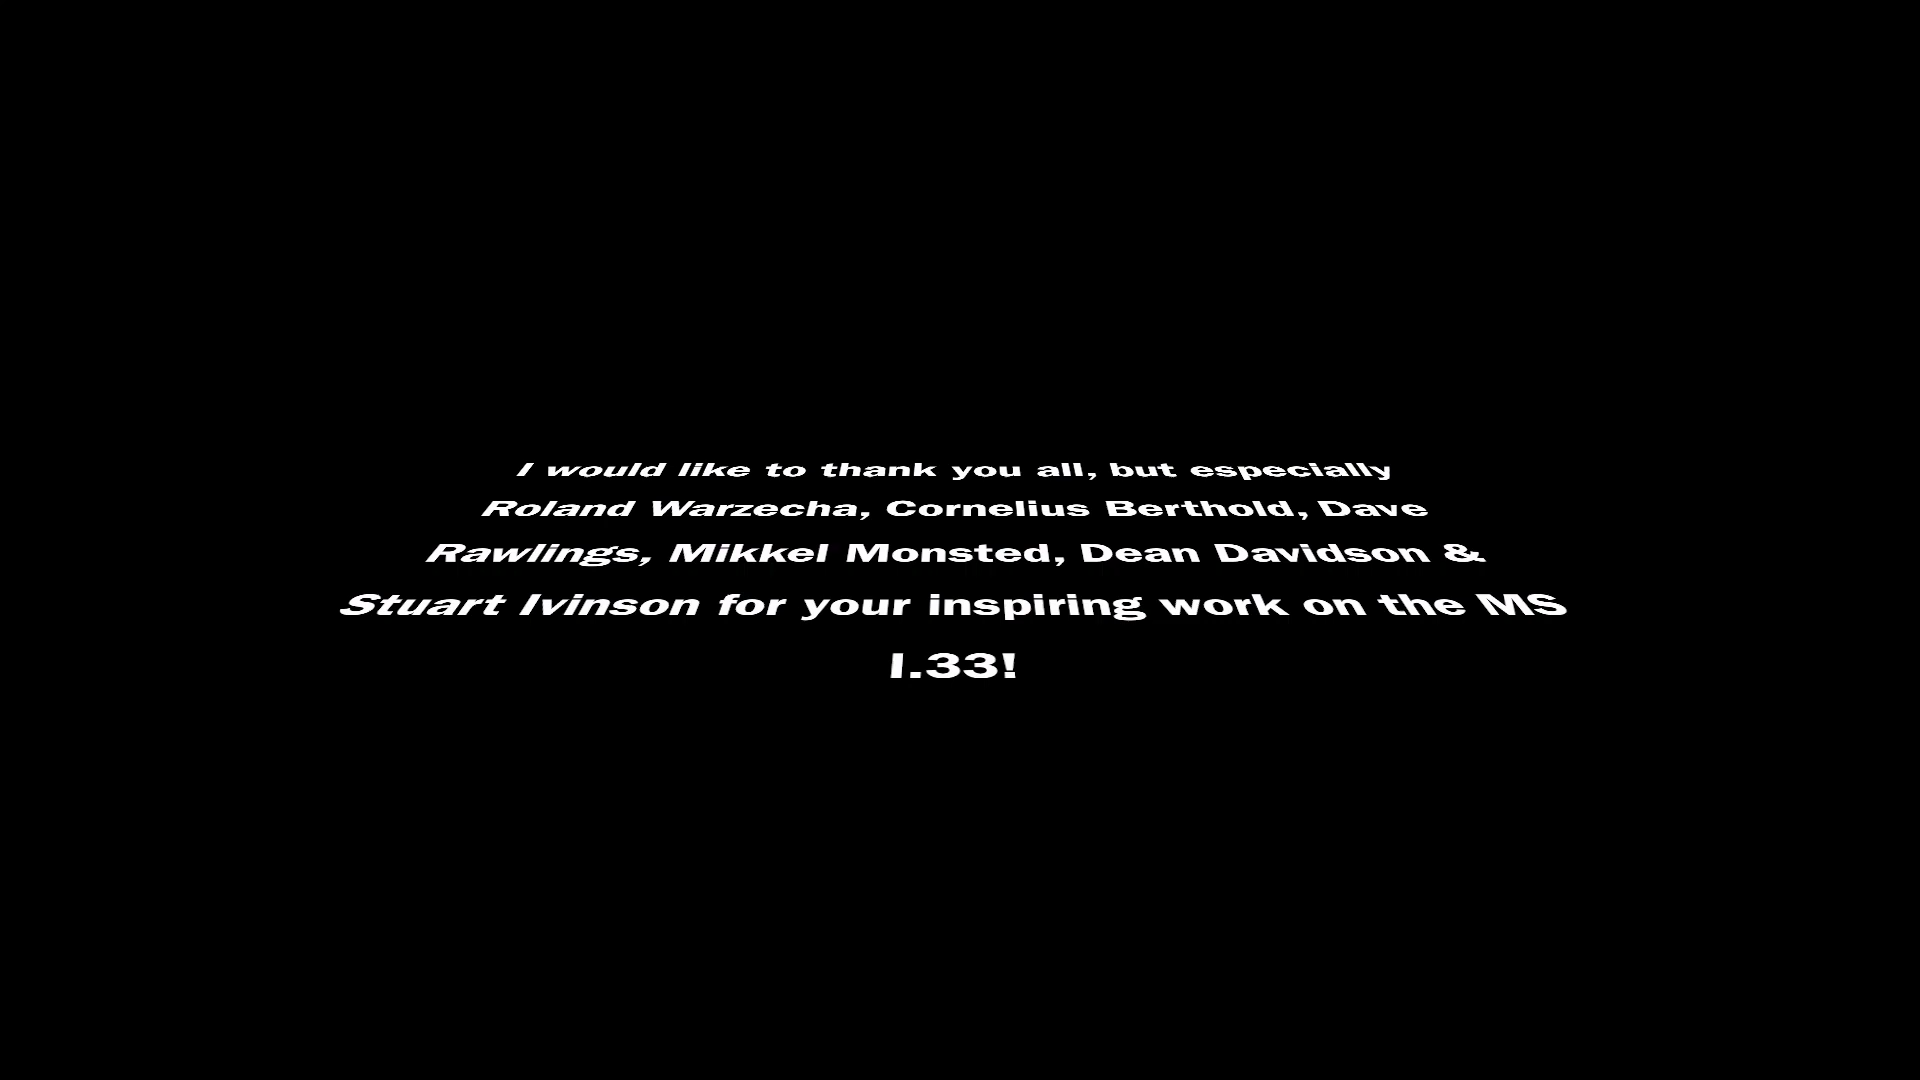 I would like to thank you all, but especially
Roland Warzecha, Cornelius Berthold, Dave
Rawlings, Mikkel Monsted, Dean Davidson &
Stuart Ivinson for your inspiring work on the MS
I.33!